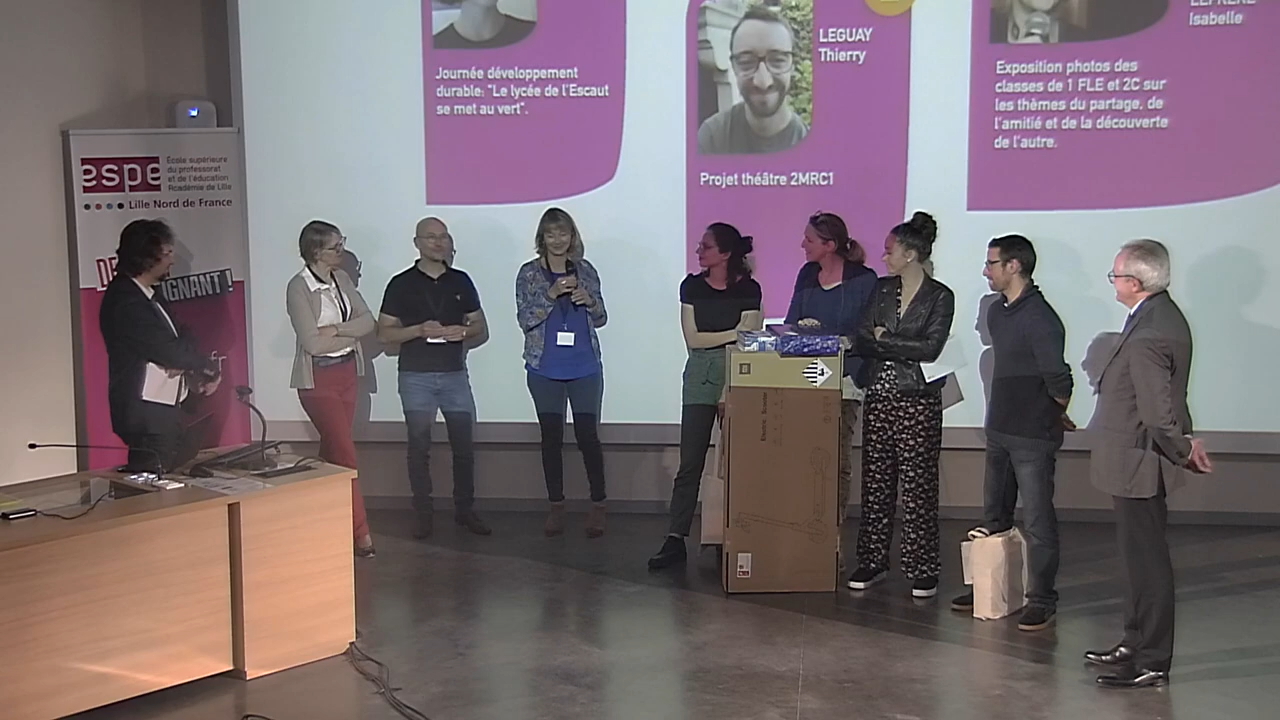 Journée développement
durable: "Le lycée de l'Escaut
se met au vert".
LEGUAY
Thierry
Projet théâtre 2MRC1
Isabelle
Exposition photos des
classes de 1 FLE et 2C sur
les thèmes du partage, de
l'amitié et de la découverte
de l'autre.
espe
École supérieure
du professorat
et de l'éducation
Académie de Lille
Lille Nord de France
IGNANT !
Electric Scooter